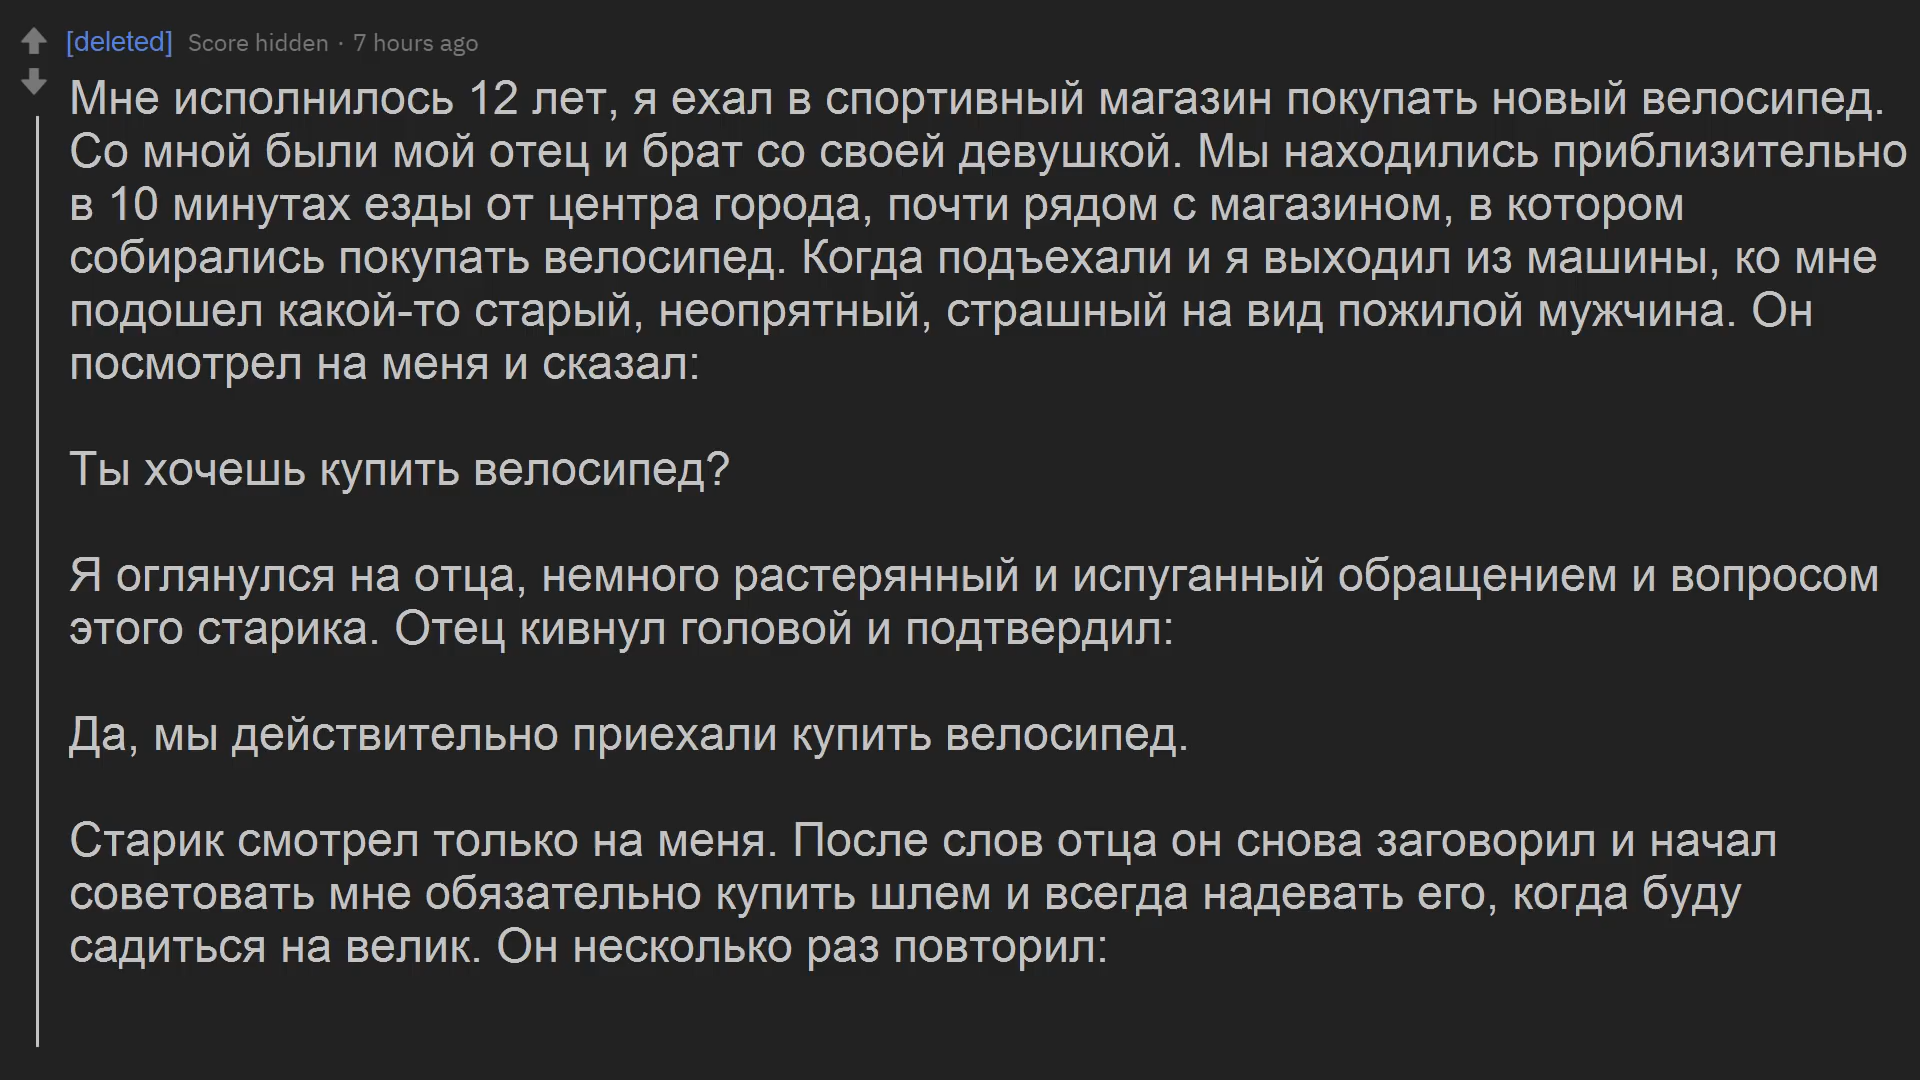 [deleted] Score hidden · 7 hours ago
Мне исполнилось 12 лет, я ехал в спортивный магазин покупать новый велосипед.
Со мной были мой отец и брат со своей девушкой. Мы находились приблизительно
в 10 минутах езды от центра города, почти рядом с магазином, в котором
собирались покупать велосипед. Когда подъехали и я выходил из машины, ко мне
подошел какой-то старый, неопрятный, страшный на вид пожилой мужчина. Он
посмотрел на меня и сказал:
Ты хочешь купить велосипед?
Я оглянулся на отца, немного растерянный и испуганный обращением и вопросом
этого старика. Отец кивнул головой и подтвердил:
Да, мы действительно приехали купить велосипед.
Старик смотрел только на меня. После слов отца он снова заговорил и начал
советовать мне обязательно купить шлем и всегда надевать его, когда буду
садиться на велик. Он несколько раз повторил: